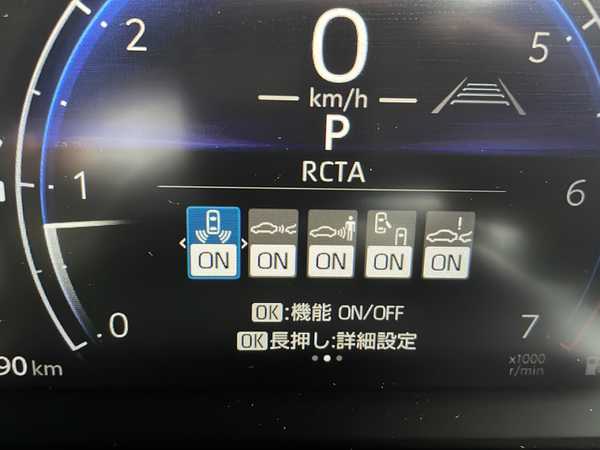 0
2
5
km/h
P
RCTA
1
6
ON ON ON ON ON
OK:機能 ON/OFF
0
7
OK長押し:詳細設定
90 km
x1000
r/min